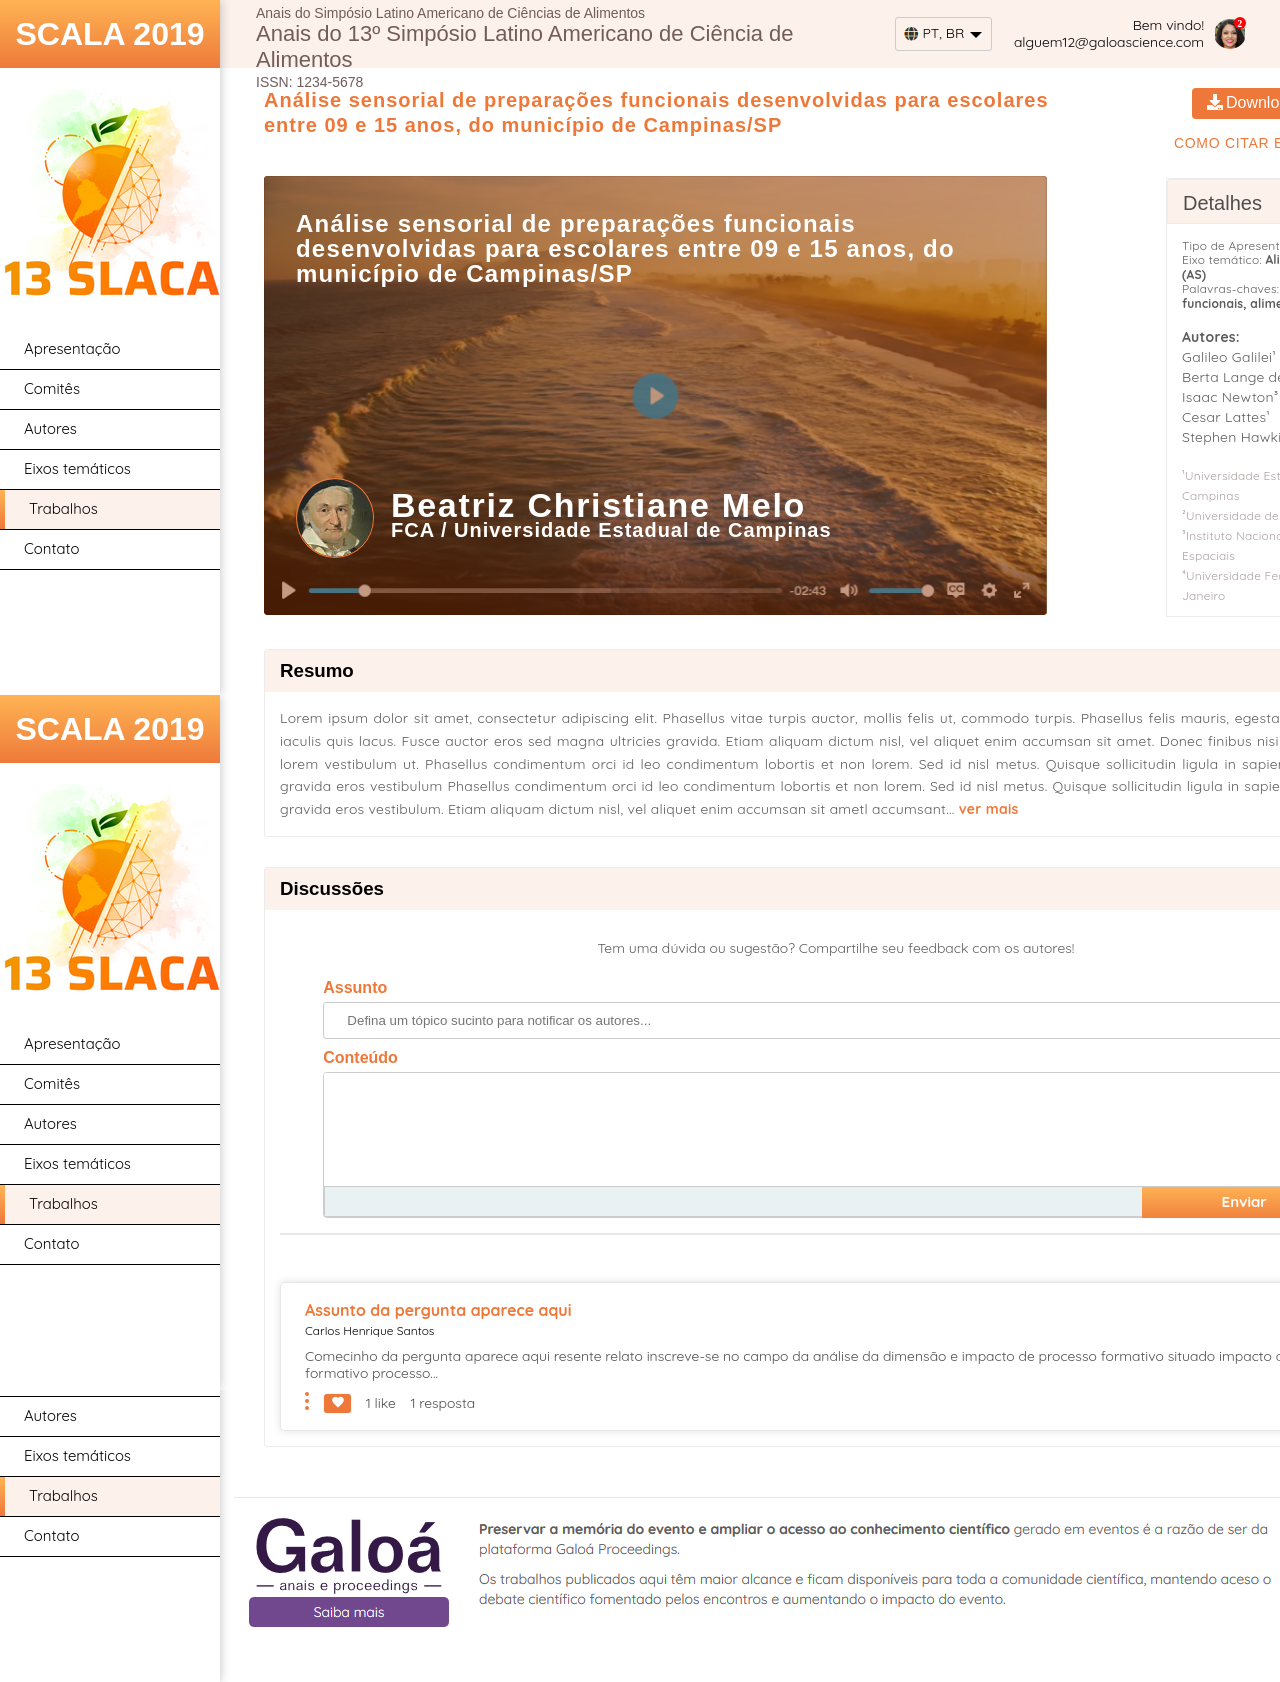 SCALA 2019
Anais do Simpósio Latino Americano de Ciências de Alimentos
Anais do 13º Simpósio Latino Americano de Ciência de
Alimentos
ISSN: 1234-5678
PT, BR
Bem vindo!
alguem12@galoascience.com
2
13 SLACA
Apresentação
Comitês
Autores
Eixos temáticos
Trabalhos
Contato
Análise sensorial de preparações funcionais desenvolvidas para escolares
entre 09 e 15 anos, do município de Campinas/SP
COMO CITAR
Análise sensorial de preparações funcionais
desenvolvidas para escolares entre 09 e 15 anos, do
município de Campinas/SP
Beatriz Christiane Melo
FCA / Universidade Estadual de Campinas
-02:43
CC
Detalhes
Tipo de
Eixo temático:
(AS)
Palavras-chaves:
funcionais,
Autores:
Galileo Galilei¹
Berta Lange
Isaac Newton³
Cesar Lattes¹
Stephen
¹Universidade
Campinas
²Universidade de
³Instituto
Espaciais
⁴Universidade
Janeiro
Resumo
Lorem ipsum dolor sit amet, consectetur adipiscing elit. Phasellus vitae turpis auctor, mollis felis ut, commodo turpis. Phasellus felis mauris,
iaculis quis lacus. Fusce auctor eros sed magna ultricies gravida. Etiam aliquam dictum nisl, vel aliquet enim accumsan sit amet. Donec finibus nisi
lorem vestibulum ut. Phasellus condimentum orci id leo condimentum lobortis et non lorem. Sed id nisl metus. Quisque sollicitudin ligula in
gravida eros vestibulum Phasellus condimentum orci id leo condimentum lobortis et non lorem. Sed id nisl metus. Quisque sollicitudin ligula in
gravida eros vestibulum. Etiam aliquam dictum nisl, vel aliquet enim accumsan sit ametl accumsant... ver mais
Discussões
Tem uma dúvida ou sugestão? Compartilhe seu feedback com os autores!
Assunto
Defina um tópico sucinto para notificar os autores...
Conteúdo
Enviar
Assunto da pergunta aparece aqui
Carlos Henrique Santos
Comecinho da pergunta aparece aqui resente relato inscreve-se no campo da análise da dimensão e impacto de processo formativo situado impacto
formativo processo...
1 like 1 resposta
SCALA 2019
13 SLACA
Apresentação
Comitês
Autores
Eixos temáticos
Trabalhos
Contato
Autores
Eixos temáticos
Trabalhos
Contato
Galoá
anais e proceedings
Saiba mais
Preservar a memória do evento e ampliar o acesso ao conhecimento científico gerado em eventos é a razão de ser da
plataforma Galoá Proceedings.
Os trabalhos publicados aqui têm maior alcance e ficam disponíveis para toda a comunidade científica, mantendo aceso o
debate científico fomentado pelos encontros e aumentando o impacto do evento.